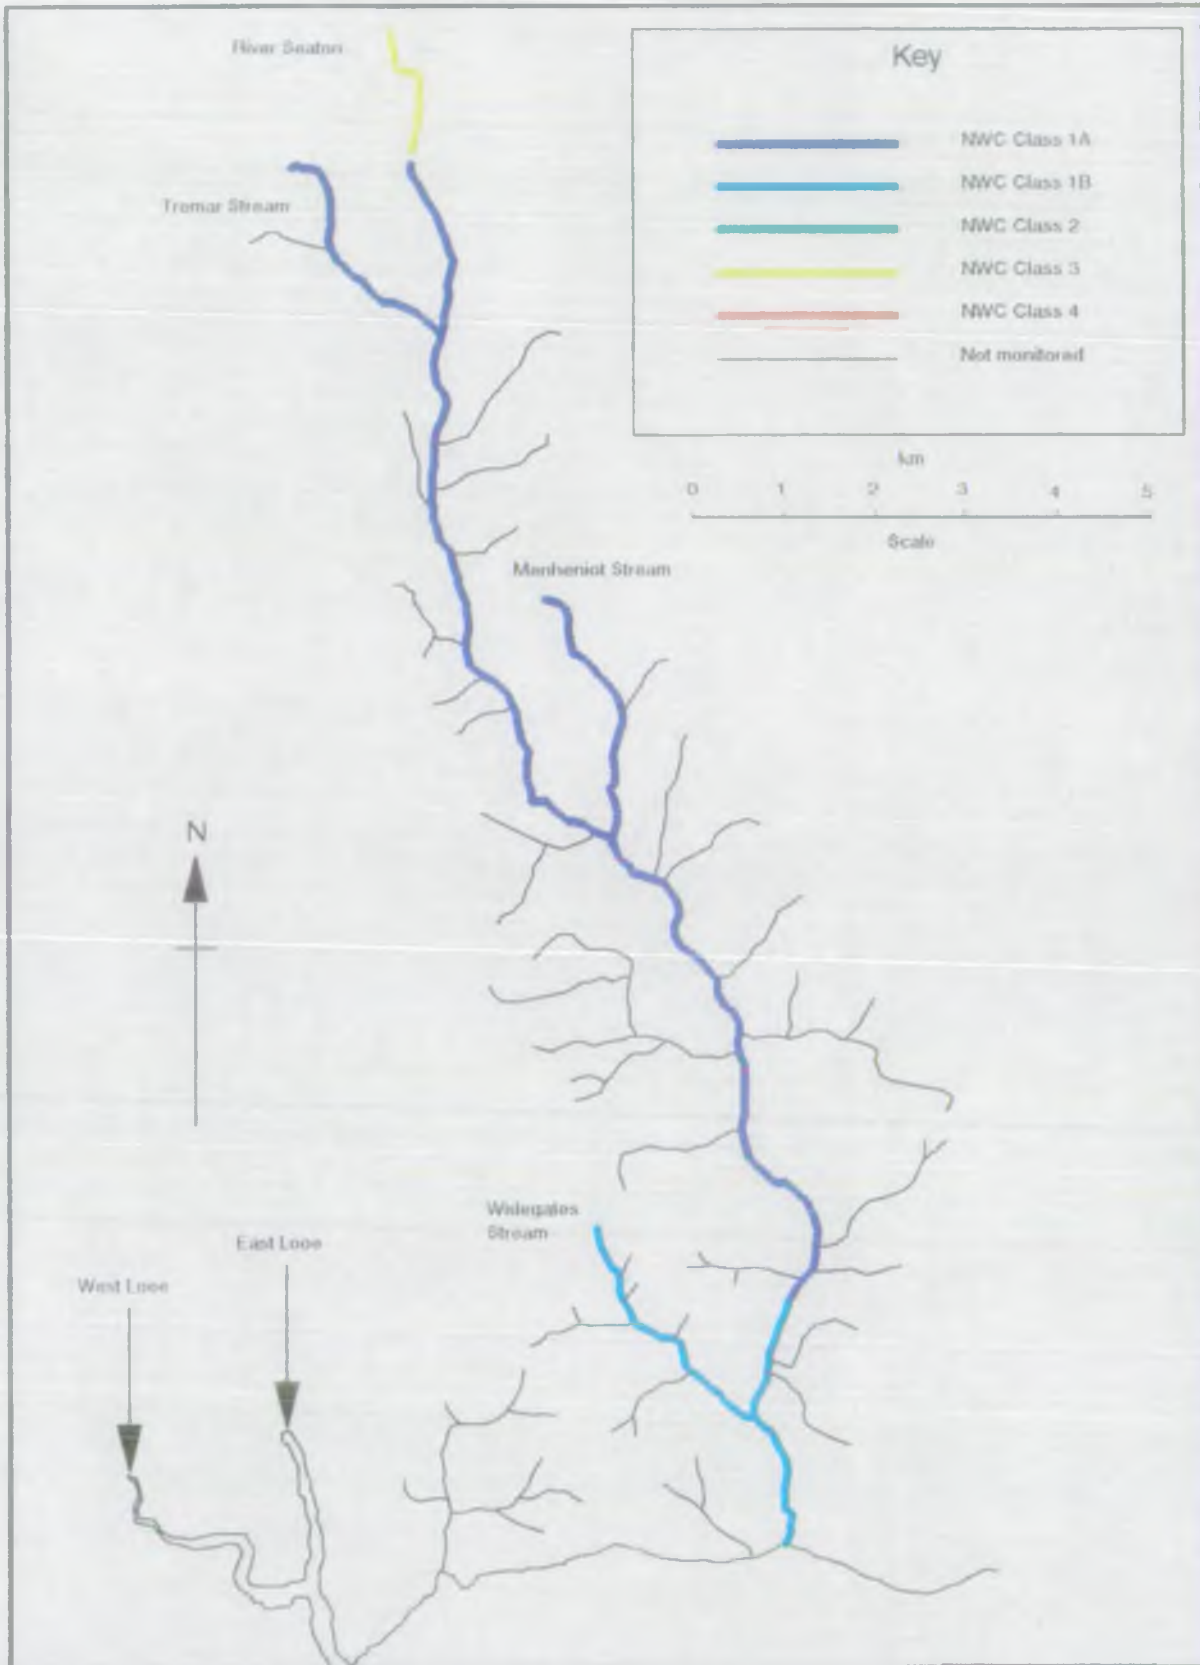 River Seaton
Key
NWC Class 1A
NWC Class 1B
Tremar Stream
NWC Class 2
NWC Class 3
NWC Class 4
Not monitored
km
0 1 2 3 4 5
Scale
Menheniot Stream
N
Widegates
Stream
East Looe
West Looe